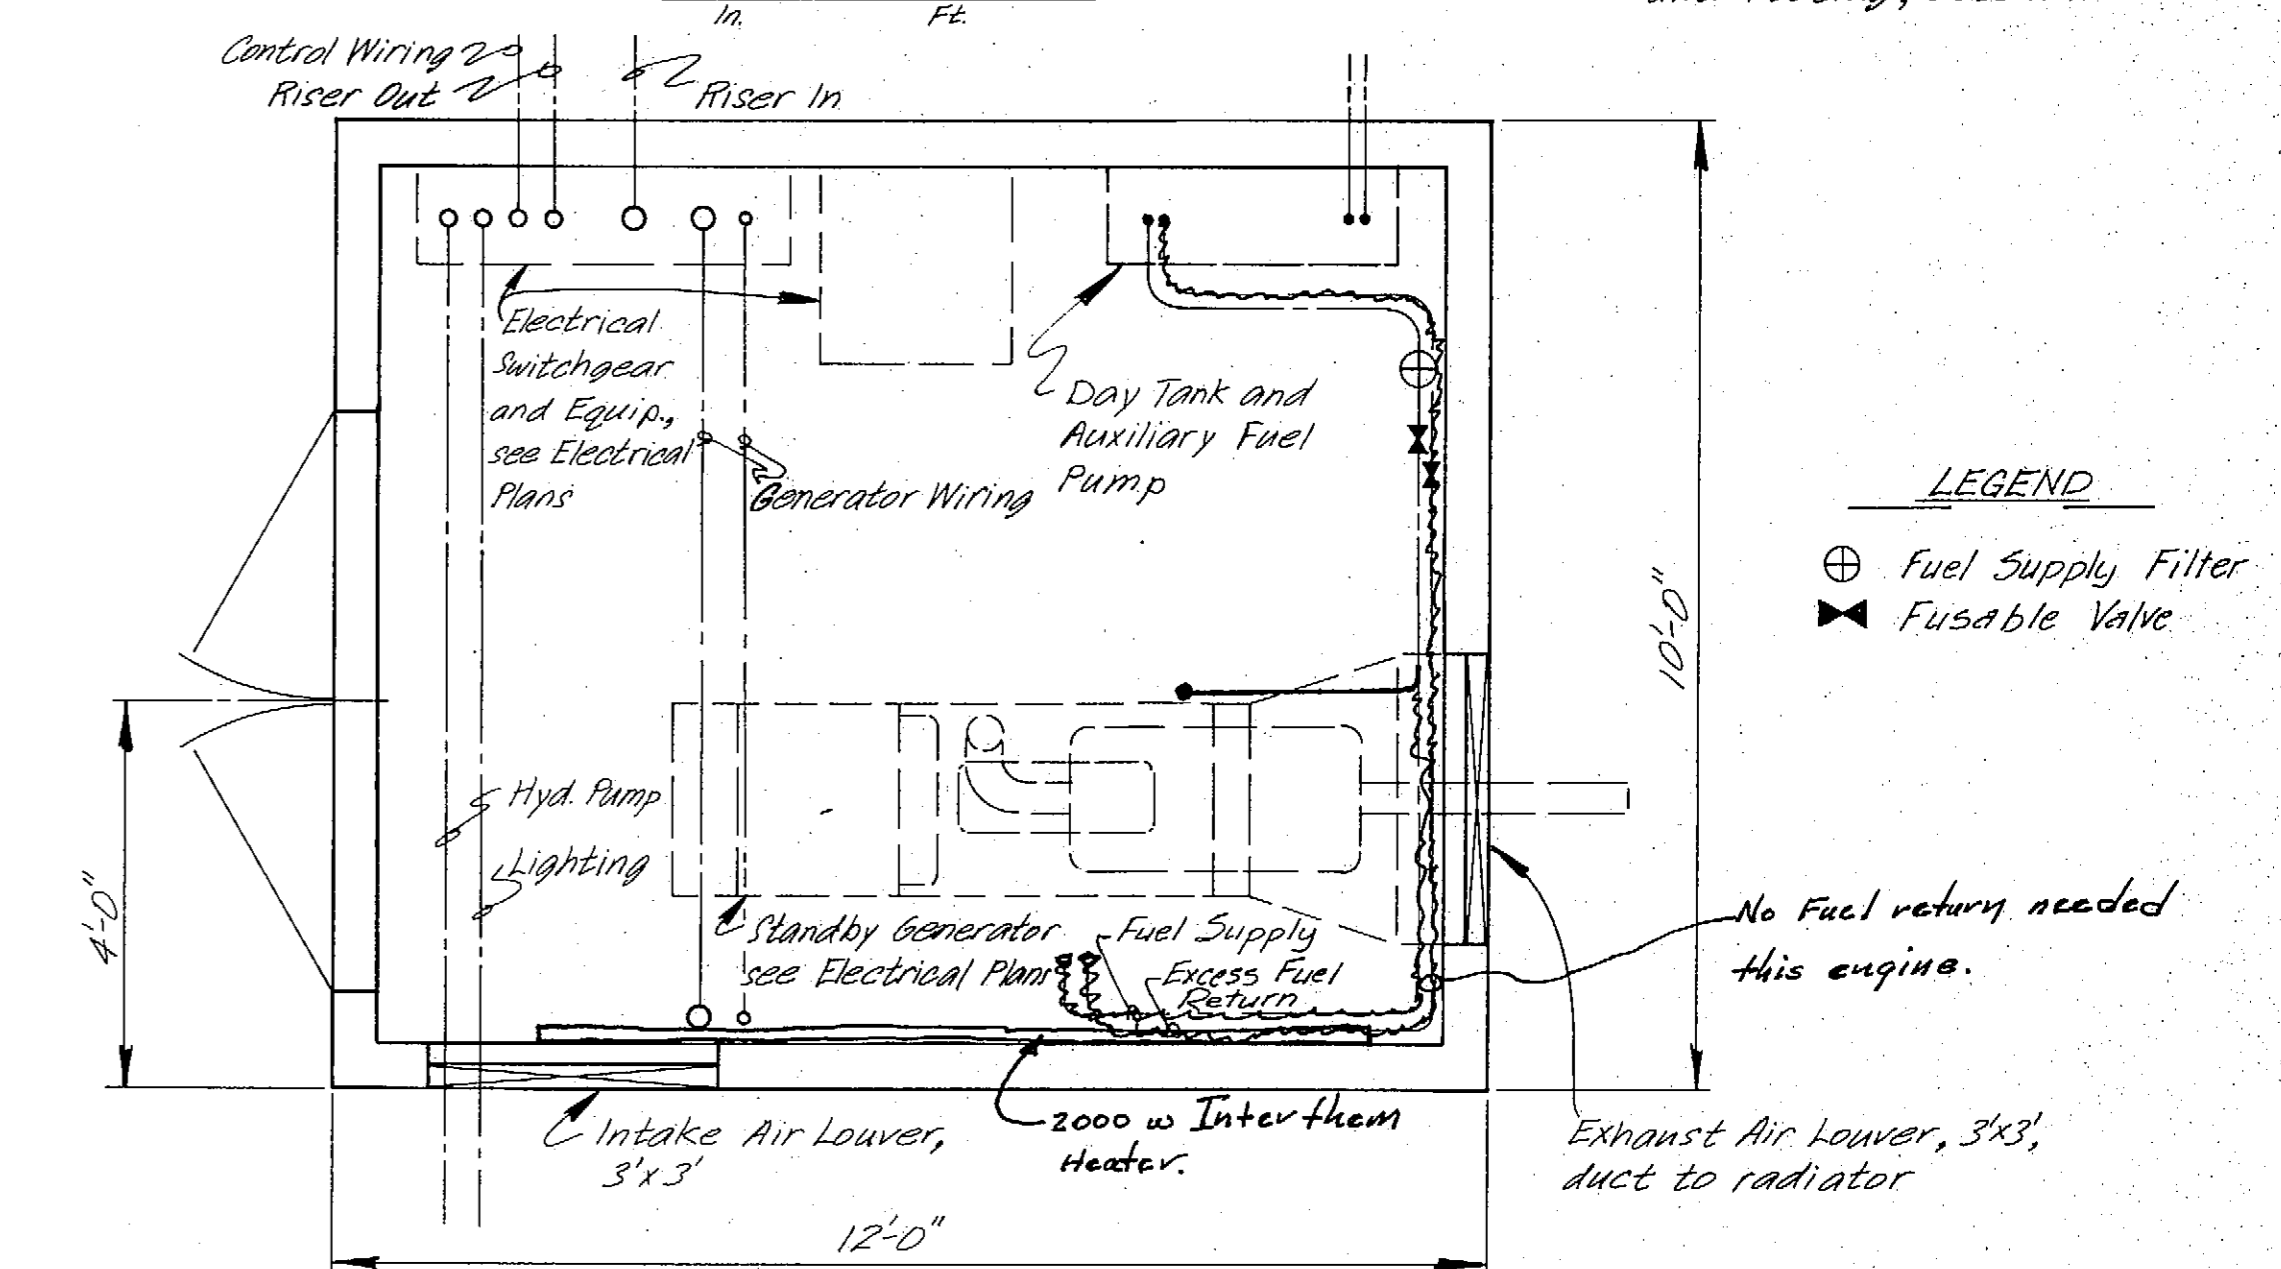 In. Ft.
Control Wiring
Riser Out
Riser In
Electrical
Switchgear
and Equip.,
see Electrical
Plans
Generator Wiring
Day Tank and
Auxiliary Fuel
Pump
LEGEND
Fuel Supply Filter
Fusable Valve
10'-0"
Hyd. Pump
Lighting
4'-0"
Standby Generator
see Electrical Plans
Fuel Supply
Excess Fuel
Return
No Fuel return needed
this engine.
Intake Air Louver,
3'x3'
2000 w Interthem
Heater.
Exhaust Air Louver, 3'x3',
duct to radiator
12'-0"